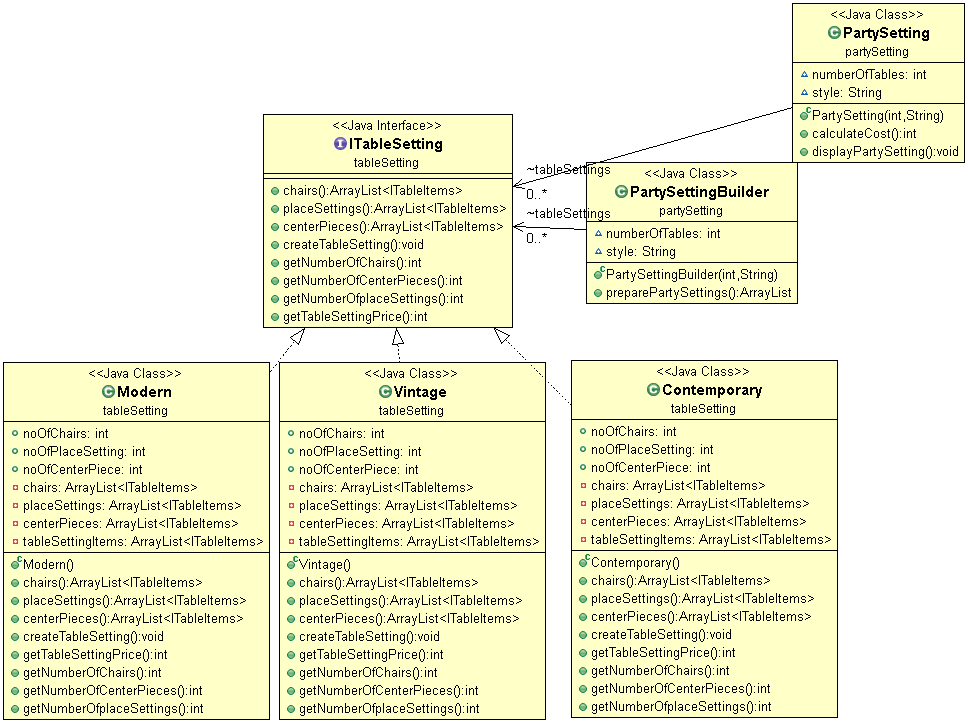 <<Java Class>>
PartySetting
partySetting
numberOfTables: int
style: String
PartySetting(int,String)
calculateCost():int
displayPartySetting():void
<<Java Interface>>
ITableSetting
tableSetting
chairs():ArrayList<ITableItems>
placeSettings():ArrayList<ITableItems>
centerPieces():ArrayList<ITableItems>
createTableSetting():void
getNumberOfChairs():int
getNumberOfCenterPieces():int
getNumberOfplaceSettings():int
getTableSettingPrice():int
~tableSettings
0..*
~tableSettings
0..*
<<Java Class>>
PartySettingBuilder
partySetting
numberOfTables: int
style: String
PartySettingBuilder(int,String)
preparePartySettings():ArrayList
<<Java Class>>
Modern
tableSetting
noOfChairs: int
noOfPlaceSetting: int
noOfCenterPiece: int
chairs: ArrayList<ITableItems>
placeSettings: ArrayList<ITableItems>
centerPieces: ArrayList<ITableItems>
tableSettingItems: ArrayList<ITableItems>
Modern()
chairs():ArrayList<ITableItems>
placeSettings():ArrayList<ITableItems>
centerPieces():ArrayList<ITableItems>
createTableSetting():void
getTableSettingPrice():int
getNumberOfChairs():int
getNumberOfCenterPieces():int
getNumberOfplaceSettings():int
<<Java Class>>
Vintage
tableSetting
noOfChairs: int
noOfPlaceSetting: int
noOfCenterPiece: int
chairs: ArrayList<ITableItems>
placeSettings: ArrayList<ITableItems>
centerPieces: ArrayList<ITableItems>
tableSettingItems: ArrayList<ITableItems>
Vintage()
chairs():ArrayList<ITableItems>
placeSettings():ArrayList<ITableItems>
centerPieces():ArrayList<ITableItems>
createTableSetting():void
getTableSettingPrice():int
getNumberOfChairs():int
getNumberOfCenterPieces():int
getNumberOfplaceSettings():int
<<Java Class>>
Contemporary
tableSetting
noOfChairs: int
noOfPlaceSetting: int
noOfCenterPiece: int
chairs: ArrayList<ITableItems>
placeSettings: ArrayList<ITableItems>
centerPieces: ArrayList<ITableItems>
tableSettingItems: ArrayList<ITableItems>
Contemporary()
chairs():ArrayList<ITableItems>
placeSettings():ArrayList<ITableItems>
centerPieces():ArrayList<ITableItems>
createTableSetting():void
getTableSettingPrice():int
getNumberOfChairs():int
getNumberOfCenterPieces():int
getNumberOfplaceSettings():int